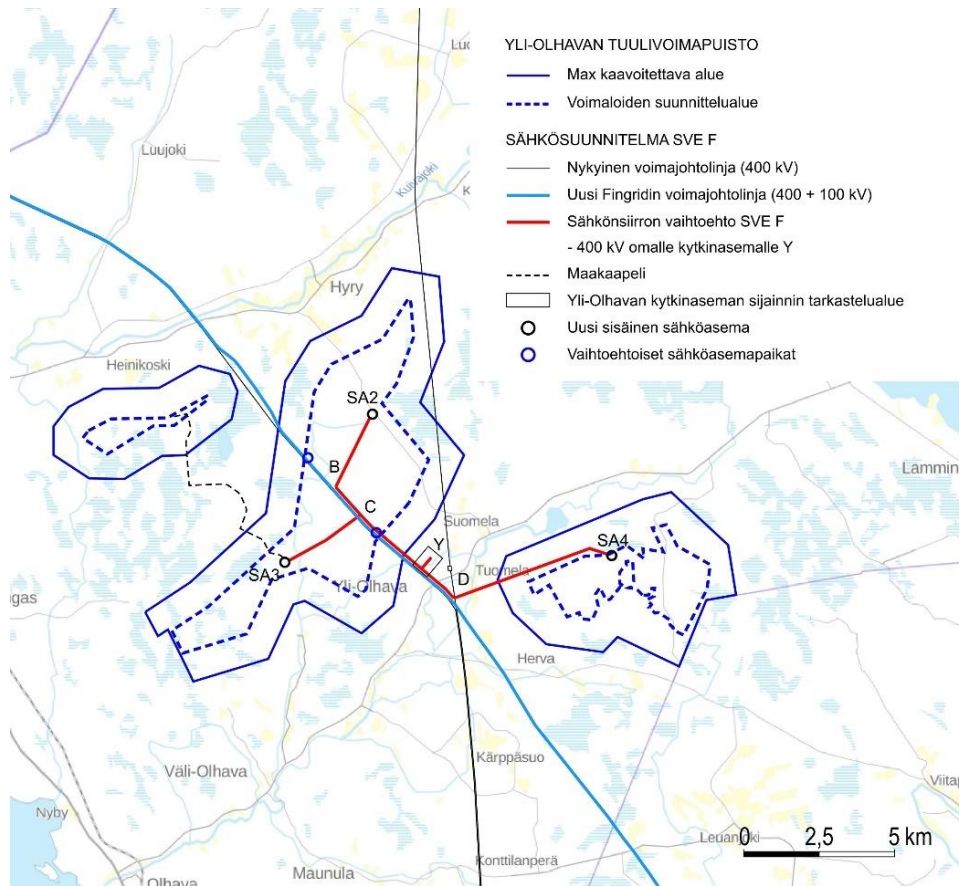 YLI-OLHAVAN TUULIVOIMAPUISTO
Max kaavoitettava alue
Voimaloiden suunnittelualue
SÄHKÖSUUNNITELMA SVE F
Nykyinen voimajohtolinja (400 kV)
Uusi Fingridin voimajohtolinja (400 + 100 kV)
Sähkönsiirron vaihtoehto SVE F
- 400 kV omalle kytkinasemalle Y
Maakaapeli
Yli-Olhavan kytkinaseman sijainnin tarkastelualue
Uusi sisäinen sähköasema
Vaihtoehtoiset sähköasemapaikat
Luujoki
Kuivajoki
Hyry
Heinikoski
SA2
B
C
Suomela
Y
SA3
Yli-Olhava
D
Tuomela
SA4
Lammin
ngas
Herva
Kärppäsuo
Väli-Olhava
Nyby
Viitap
Leuanjoki
0 2,5 5 km
Konttilanperä
Maunula
Olhava